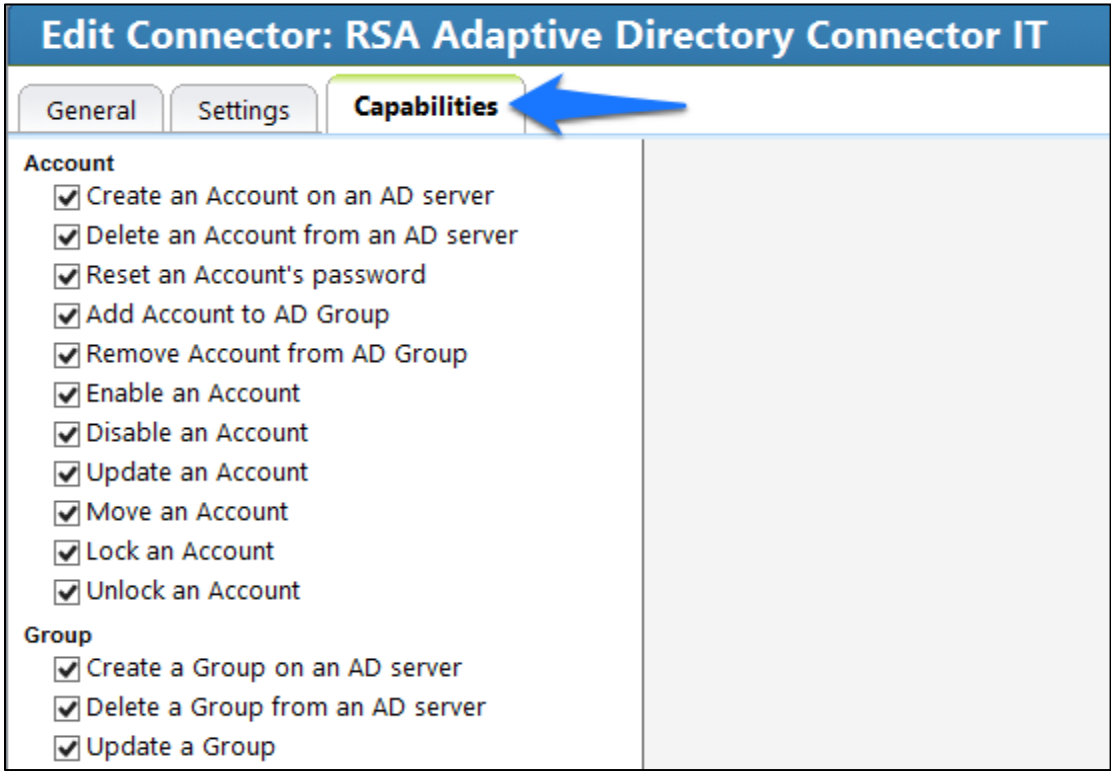 Edit Connector: RSA Adaptive Directory Connector IT
General Settings Capabilities
Account
Create an Account on an AD server
Delete an Account from an AD server
Reset an Account's password
Add Account to AD Group
Remove Account from AD Group
Enable an Account
Disable an Account
Update an Account
Move an Account
Lock an Account
Unlock an Account
Group
Create a Group on an AD server
Delete a Group from an AD server
Update a Group